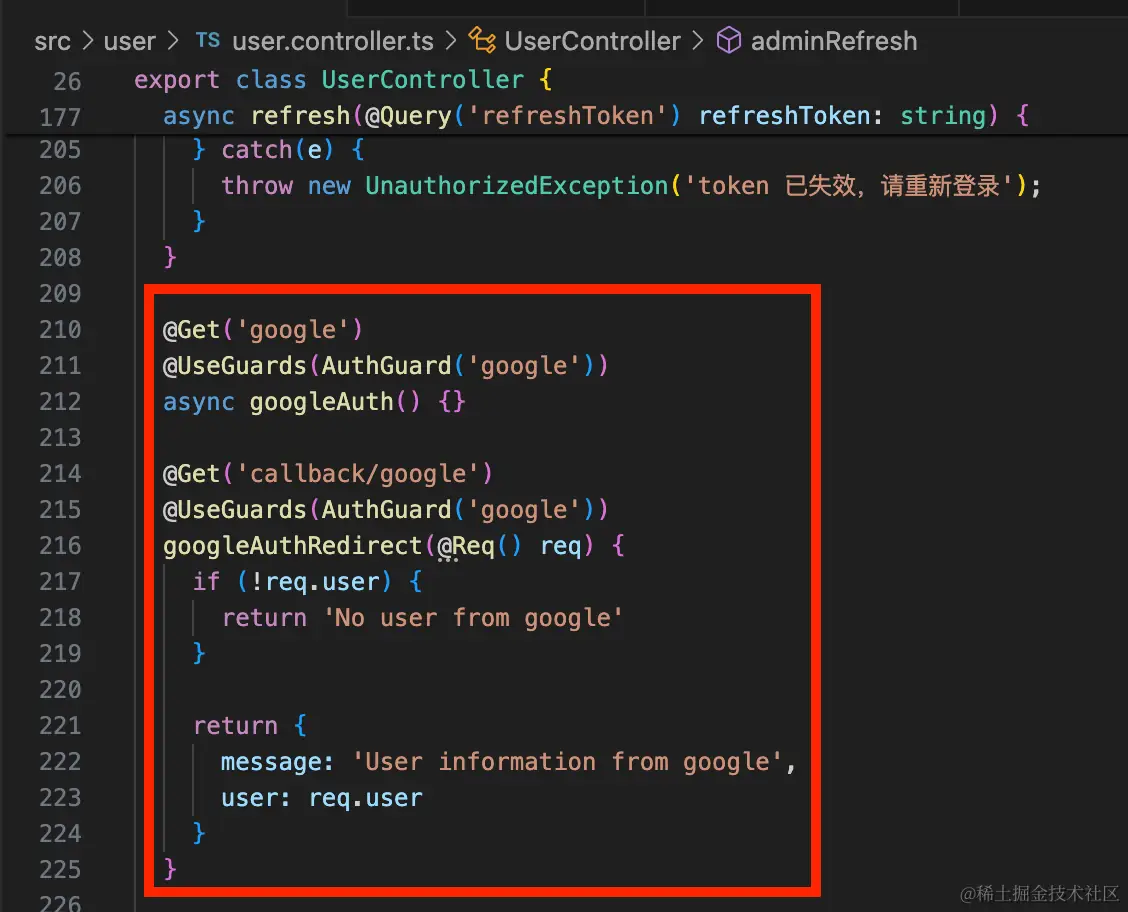 src > user > TS user.controller.ts > UserController > adminRefresh
26 export class UserController {
177 async refresh(@Query('refreshToken') refreshToken: string) {
205 } catch(e) {
206 throw new UnauthorizedException('token 已失效，请重新登录');
207 }
208 }
209
210 @Get('google')
211 @UseGuards(AuthGuard('google'))
212 async googleAuth() {}
213
214 @Get('callback/google')
215 @UseGuards(AuthGuard('google'))
216 googleAuthRedirect(@Req() req) {
217 if (!req.user) {
218 return 'No user from google'
219 }
220
221 return {
222 message: 'User information from google',
223 user: req.user
224 }
225 }
226
@稀土掘金技术社区